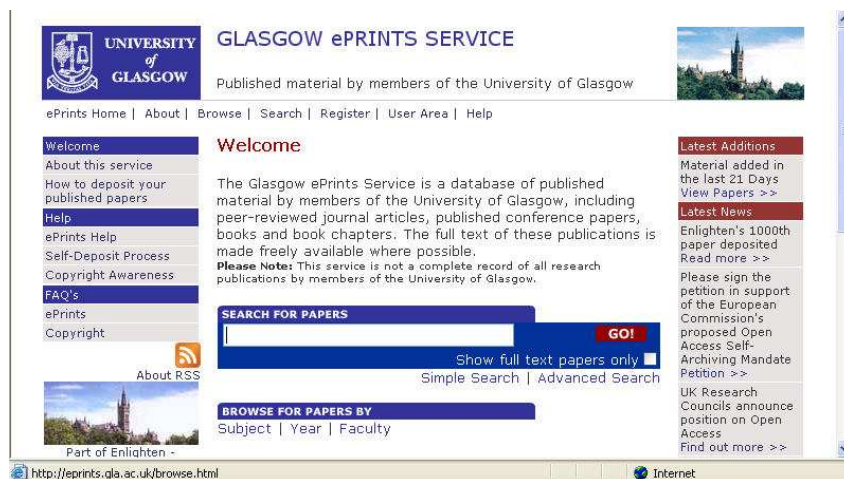 UNIVERSITY
of
GLASGOW
GLASGOW ePRINTS SERVICE
Published material by members of the University of Glasgow
ePrints Home | About | Browse | Search | Register | User Area | Help
Welcome
About this service
How to deposit your
published papers
Help
ePrints Help
Self-Deposit Process
Copyright Awareness
FAQ's
ePrints
Copyright
About RSS
Part of Enlighten -
Welcome
The Glasgow ePrints Service is a database of published
material by members of the University of Glasgow, including
peer-reviewed journal articles, published conference papers,
books and book chapters. The full text of these publications is
made freely available where possible.
Please Note: This service is not a complete record of all research
publications by members of the University of Glasgow.
SEARCH FOR PAPERS
GO!
Show full text papers only
Simple Search | Advanced Search
BROWSE FOR PAPERS BY
Subject | Year | Faculty
Latest Additions
Material added in
the last 21 Days
View Papers >>
Latest News
Enlighten's 1000th
paper deposited
Read more >>
Please sign the
petition in support
of the European
Commission's
proposed Open
Access Self-
Archiving Mandate
Petition >>
UK Research
Councils announce
position on Open
Access
Find out more >>
http://eprints.gla.ac.uk/browse.html
Internet